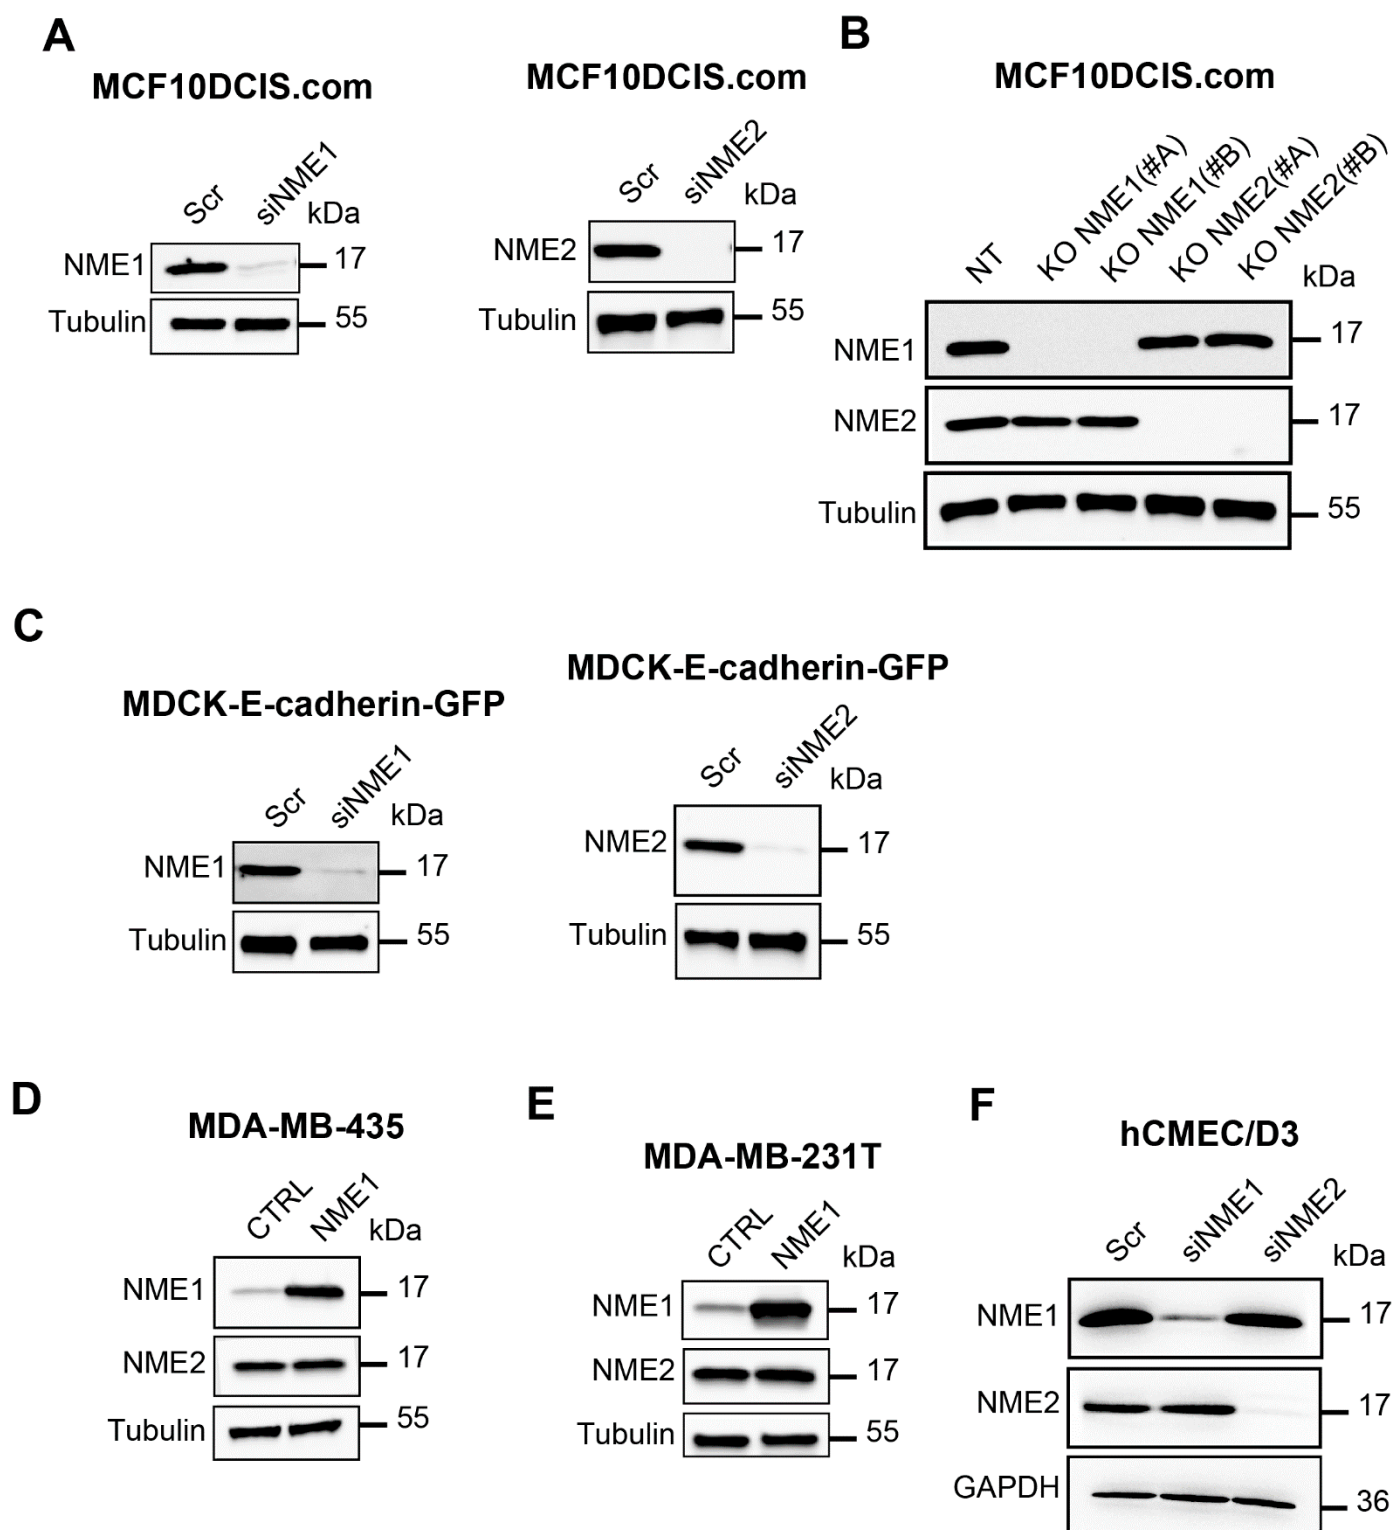 A
MCF10DCIS.com
Scr
siNME1
kDa
NME1
17
Tubulin
55
MCF10DCIS.com
Scr
siNME2
kDa
NME2
17
Tubulin
55
B
MCF10DCIS.com
NT
KO NME1(#A)
KO NME1(#B)
KO NME2(#A)
KO NME2(#B)
kDa
NME1
17
NME2
17
Tubulin
55
C
MDCK-E-cadherin-GFP
Scr
siNME1
kDa
NME1
17
Tubulin
55
MDCK-E-cadherin-GFP
Scr
siNME2
kDa
NME2
17
Tubulin
55
D
MDA-MB-435
CTRL
NME1
kDa
NME1
17
NME2
17
Tubulin
55
E
MDA-MB-231T
CTRL
NME1
kDa
NME1
17
NME2
17
Tubulin
55
F
hCMEC/D3
Scr
siNME1
siNME2
kDa
NME1
17
NME2
17
GAPDH
36